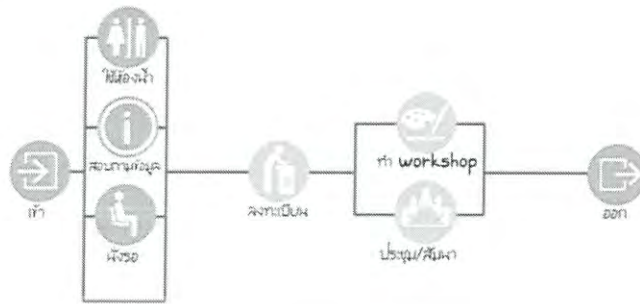 ใช้ห้องน้ำ
สอบถามข้อมูล
เข้า
นั่งรอ
ลงทะเบียน
ทำ workshop
ประชุม/สัมนา
ออก